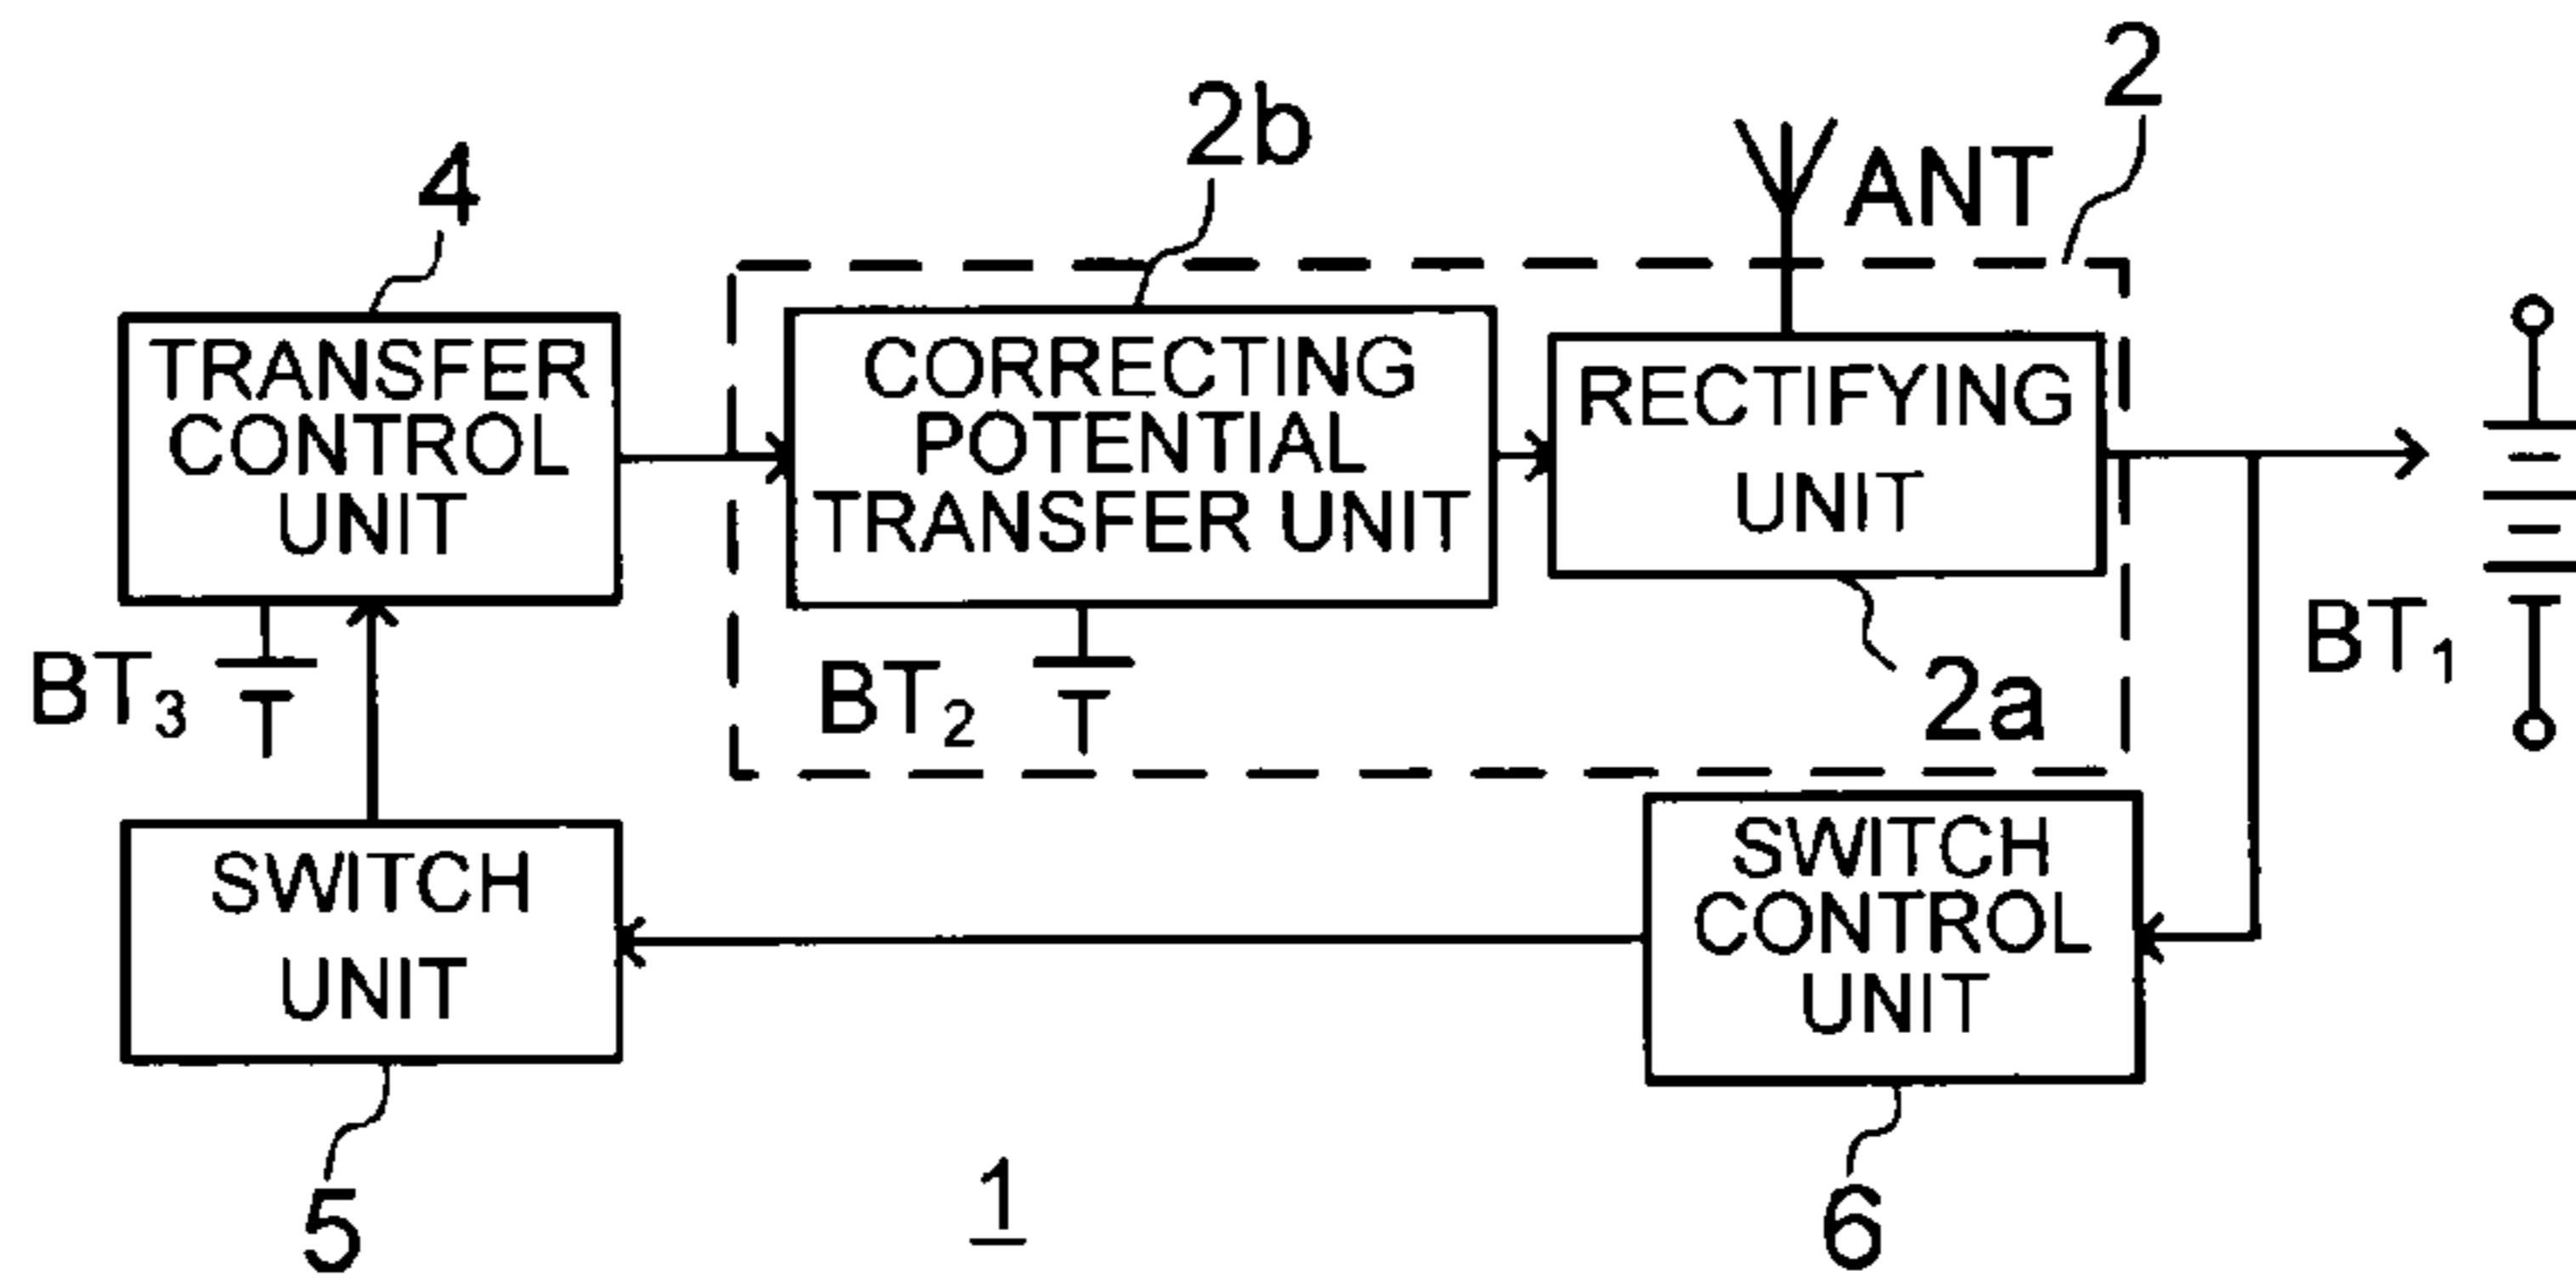 2
2b
ANT
4
TRANSFER
CONTROL
UNIT
CORRECTING
POTENTIAL
TRANSFER UNIT
RECTIFYING
UNIT
BT3
BT2
2a
BT1
SWITCH
UNIT
SWITCH
CONTROL
UNIT
5
1
6